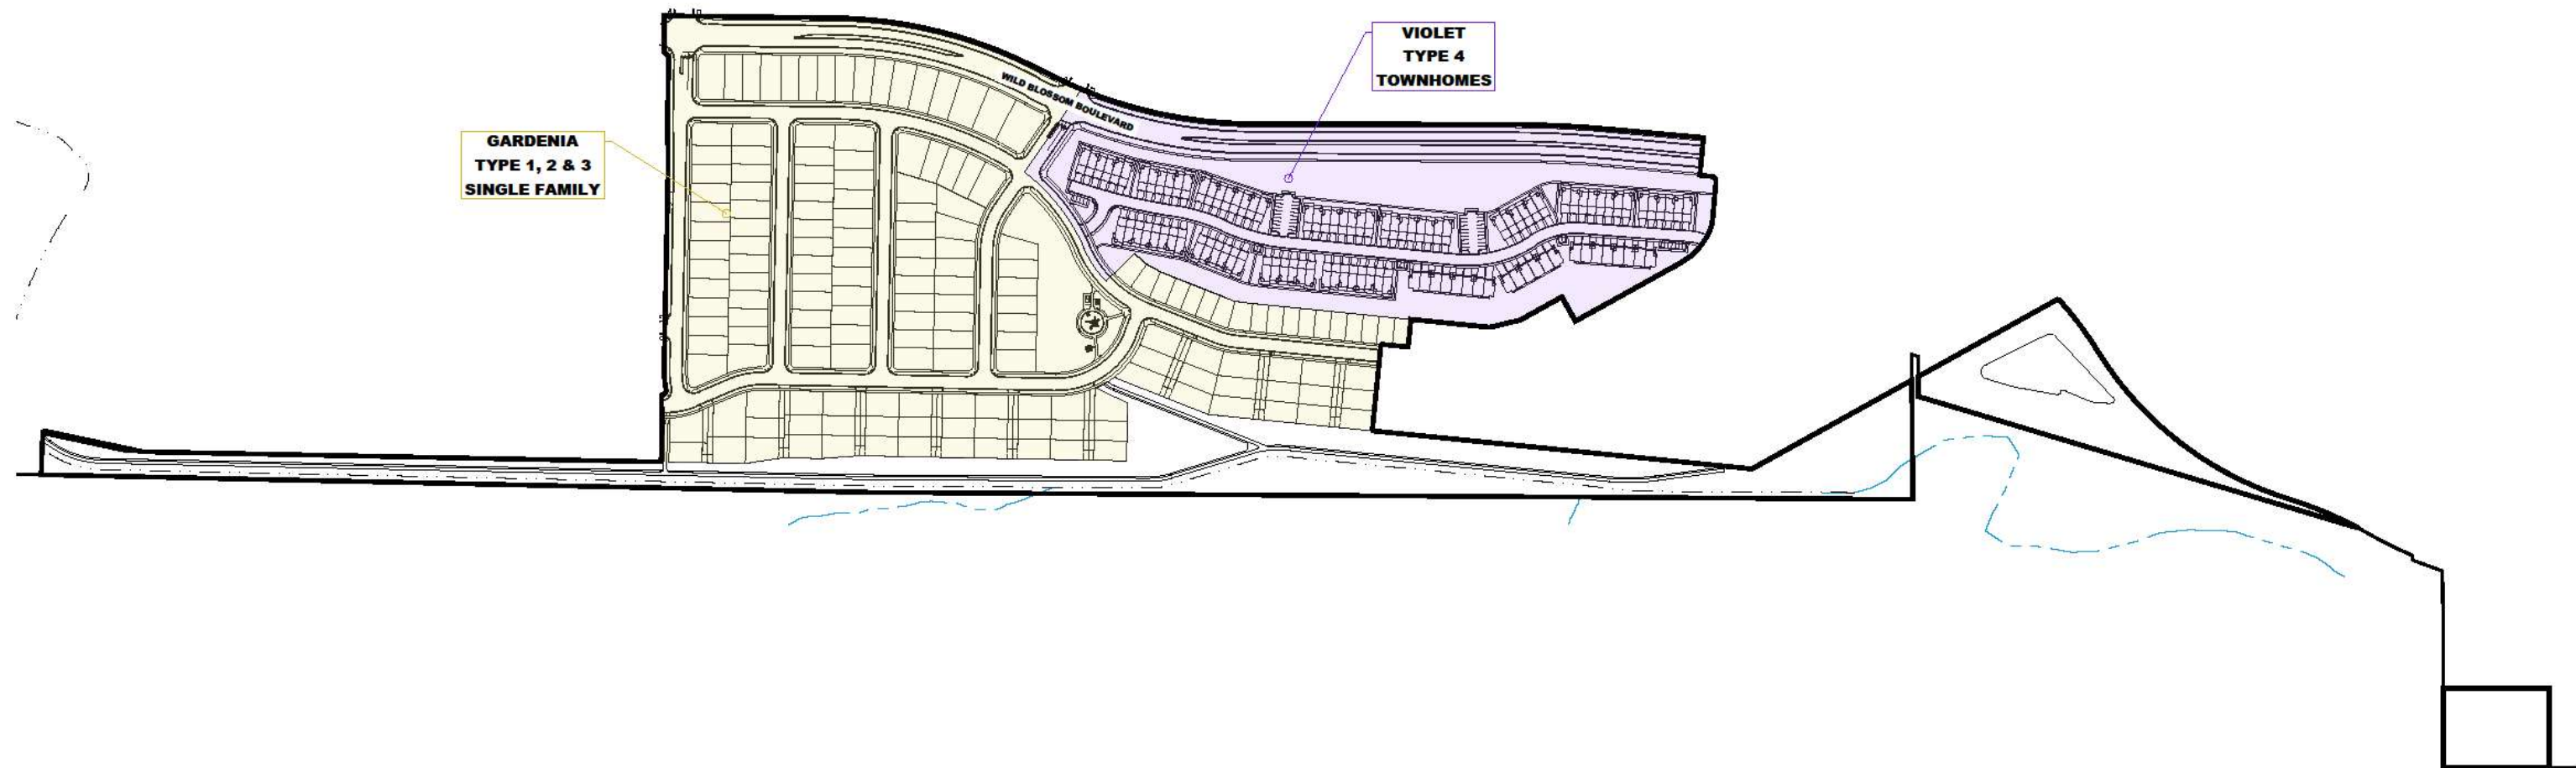 VIOLET
TYPE 4
TOWNHOMES
WILD BLOSSOM BOULEVARD
GARDENIA
TYPE 1, 2 & 3
SINGLE FAMILY